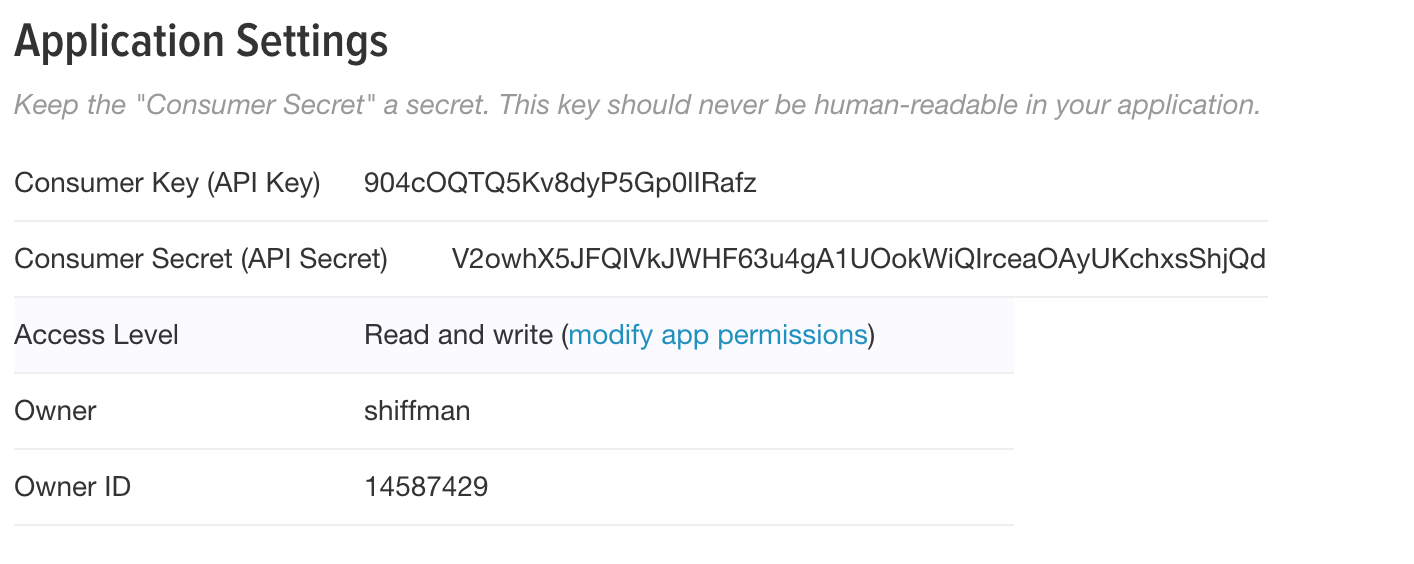 Application Settings
Keep the "Consumer Secret" a secret. This key should never be human-readable in your application.
Consumer Key (API Key) 904cOQTQ5Kv8dyP5Gp0lIRafz
Consumer Secret (API Secret) V2owhX5JFQIVkJWHF63u4gA1UOokWiQIrceaOAyUKchxsShjQd
Access Level Read and write (modify app permissions)
Owner shiffman
Owner ID 14587429